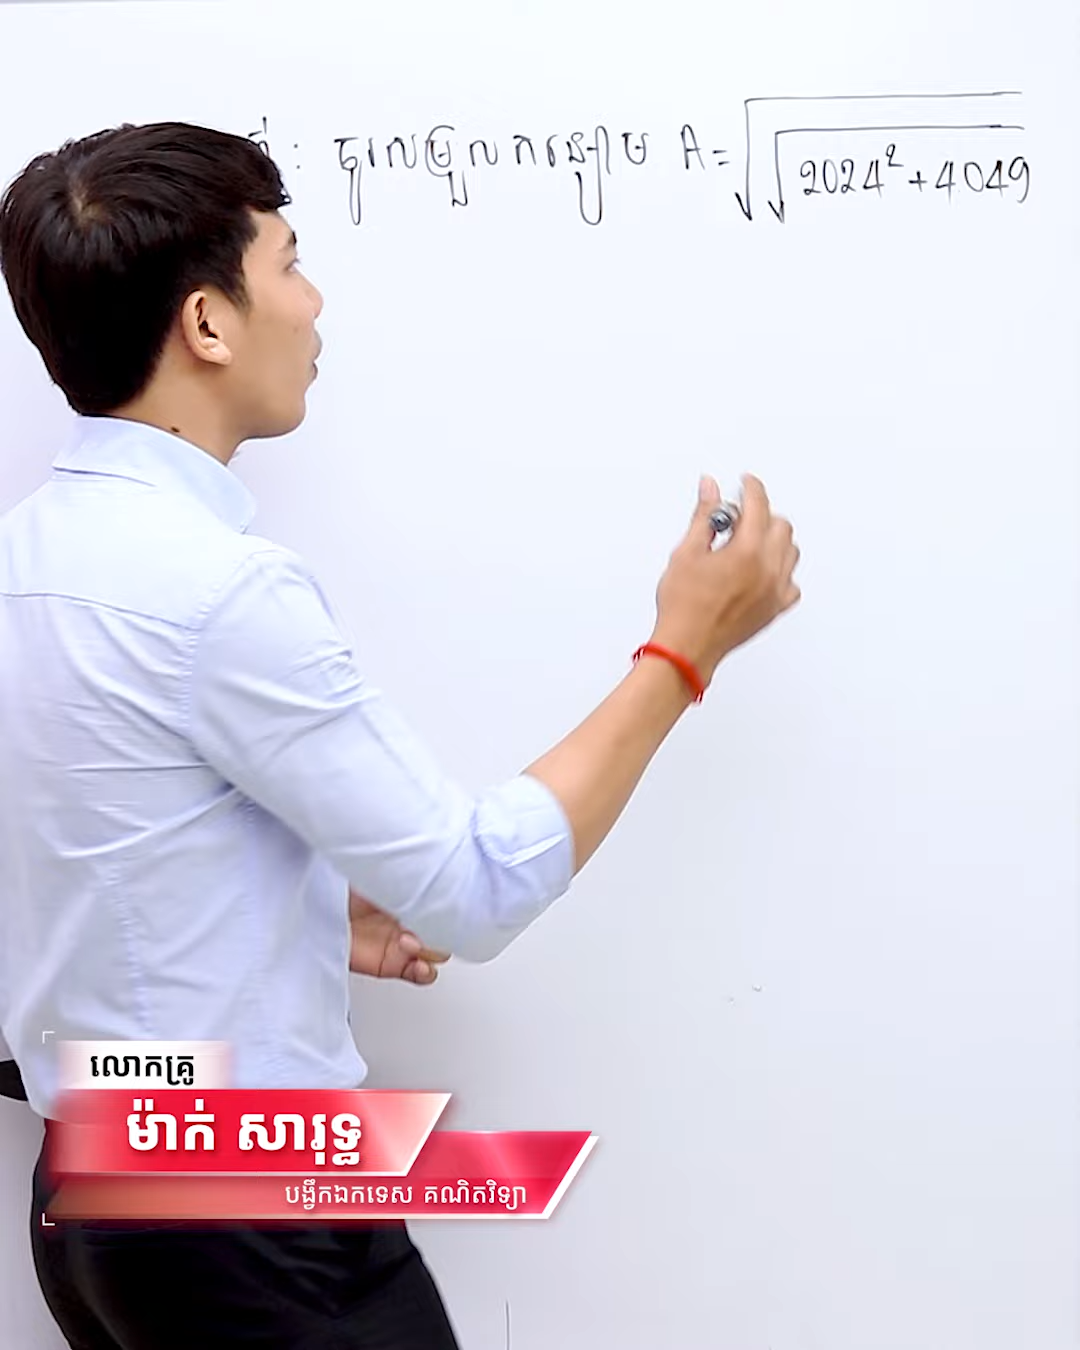 : ចូរសម្រួលកន្សោម A = √√2024² + 4049
លោកគ្រូ
ម៉ាក់ សារុទ្ធ
បង្វឹកឯកទេស គណិតវិទ្យា